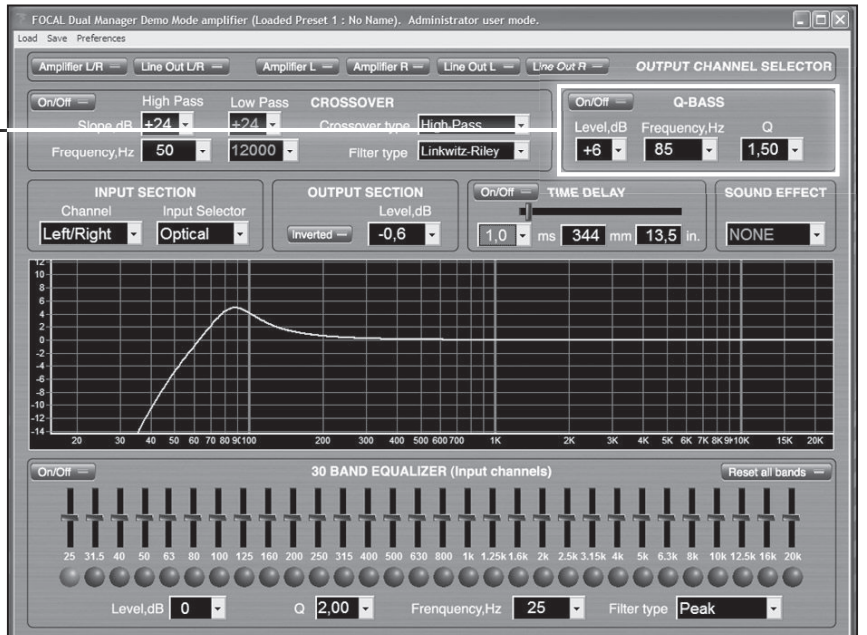 FOCAL Dual Manager Demo Mode amplifier (Loaded Preset 1 : No Name). Administrator user mode.
Load Save Preferences
Amplifier L/R Line Out L/R Amplifier L Amplifier R Line Out L Line Out R OUTPUT CHANNEL SELECTOR
On/Off High Pass Low Pass CROSSOVER
Slope,dB +24 +24 Crossover type High-Pass
Frequency,Hz 50 12000 Filter type Linkwitz-Riley
On/Off Q-BASS
Level,dB Frequency,Hz Q
+6 85 1,50
INPUT SECTION
Channel Input Selector
Left/Right Optical
OUTPUT SECTION
Level,dB
Inverted -0,6
On/Off TIME DELAY
1,0 ms 344 mm 13,5 in.
SOUND EFFECT
NONE
12
10
8
6
4
2
0
-2
-4
-6
-8
-10
-12
-14
20 30 40 50 60 70 80 90 100 200 300 400 500 600 700 1K 2K 3K 4K 5K 6K 7K 8K 9K 10K 15K 20K
On/Off 30 BAND EQUALIZER (Input channels) Reset all bands
25 31.5 40 50 63 80 100 125 160 200 250 315 400 500 630 800 1k 1.25k 1.6k 2k 2.5k 3.15k 4k 5k 6.3k 8k 10k 12.5k 16k 20k
Level,dB 0 Q 2,00 Frenquency,Hz 25 Filter type Peak